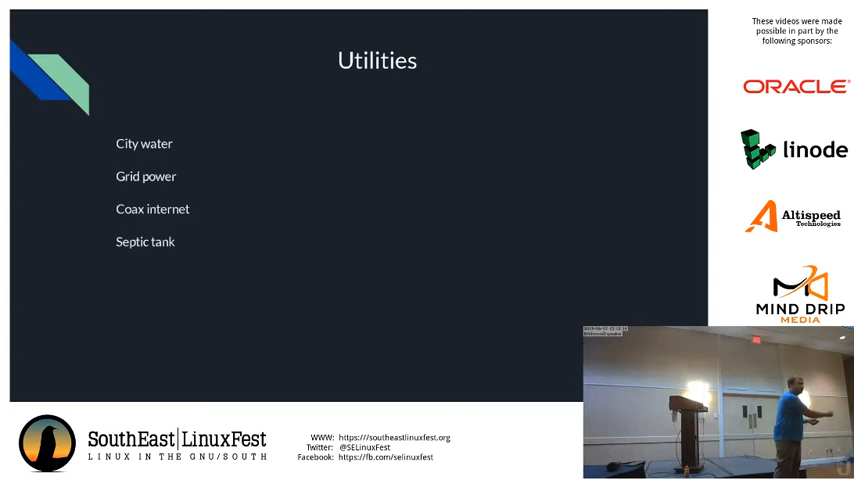 Utilities
City water
Grid power
Coax internet
Septic tank
These videos were made
possible in part by the
following sponsors:
ORACLE
linode
Altispeed
Technologies
MIND DRIP
MEDIA
SouthEast|LinuxFest
LINUX IN THE GNU/SOUTH
WWW: https:///southeastlinuxfest.org
Twitter: @SELinuxFest
Facebook: https://fb.com/selinuxfest